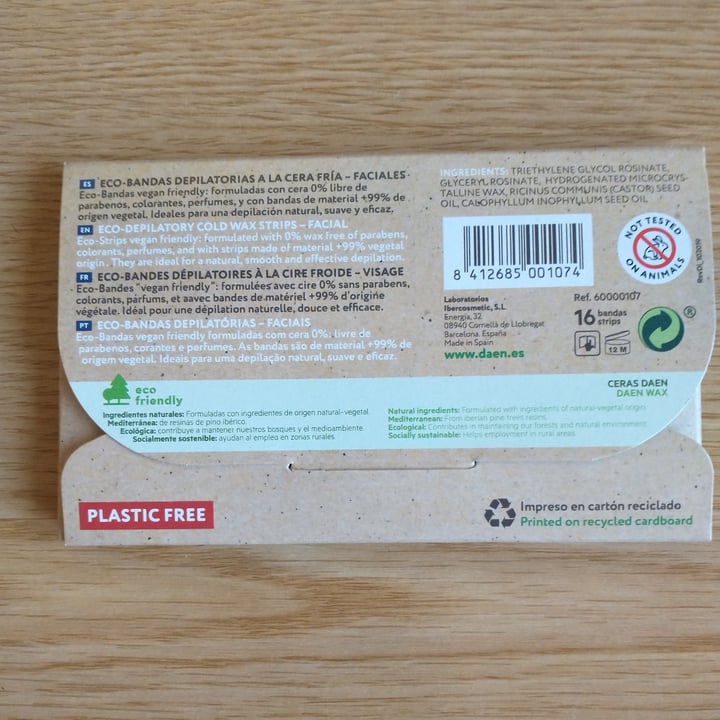 ES ECO-BANDAS DEPILATORIAS A LA CERA FRÍA – FACIALES
Eco-Bandas vegan friendly: formuladas con cera 0% libre de
parabenos, colorantes, perfumes, y con bandas de material +99% de
origen vegetal. Ideales para una depilación natural, suave y eficaz.
EN ECO-DEPILATORY COLD WAX STRIPS – FACIAL
Eco-Strips vegan friendly: formulated with 0% wax free of parabens,
colorants, perfumes, and with strips made of material +99% vegetal
origin. They are ideal for a natural, smooth and effective depilation.
FR ECO-BANDES DÉPILATOIRES À LA CIRE FROIDE – VISAGE
Eco-Bandes "vegan friendly": formulées avec cire 0% sans parabens,
colorants, parfums, et aavec bandes de matériel +99% d'origine
végétale. Idéal pour une dépilation naturelle, douce et efficace.
PT ECO-BANDAS DEPILATÓRIAS – FACIAIS
Eco-Bandas vegan friendly formuladas com cera 0%; livre de
parabenos, corantes e perfumes. As bandas são de material +99% de
origem vegetal. Ideais para uma depilação natural, suave e eficaz.
INGREDIENTS: TRIETHYLENE GLYCOL ROSINATE,
GLYCERYL ROSINATE, HYDROGENATED MICROCRYS-
TALLINE WAX, RICINUS COMMUNIS (CASTOR) SEED
OIL, CALOPHYLLUM INOPHYLLUM SEED OIL
8 412685 001074
NOT TESTED
ON ANIMALS
Laboratorios
Ibercosmetic, S.L.
Energía, 32
08940 Cornellà de Llobregat
Barcelona. España
Made in Spain
www.daen.es
Ref. 60000107
16 bandas
strips
12 M
®
eco
friendly
CERAS DAEN
DAEN WAX
Ingredientes naturales: Formuladas con ingredientes de origen natural-vegetal.
Mediterránea: de resinas de pino ibérico.
Ecológica: contribuye a mantener nuestros bosques y el medioambiente.
Socialmente sostenible: ayudan al empleo en zonas rurales.
Natural ingredients: Formulated with ingredients of natural-vegetal origin
Mediterranean: From iberian pine trees resins.
Ecological: Contributes in maintaining our forests and natural environment
Socially sustainable: Helps employment in rural areas.
PLASTIC FREE
Impreso en cartón reciclado
Printed on recycled cardboard